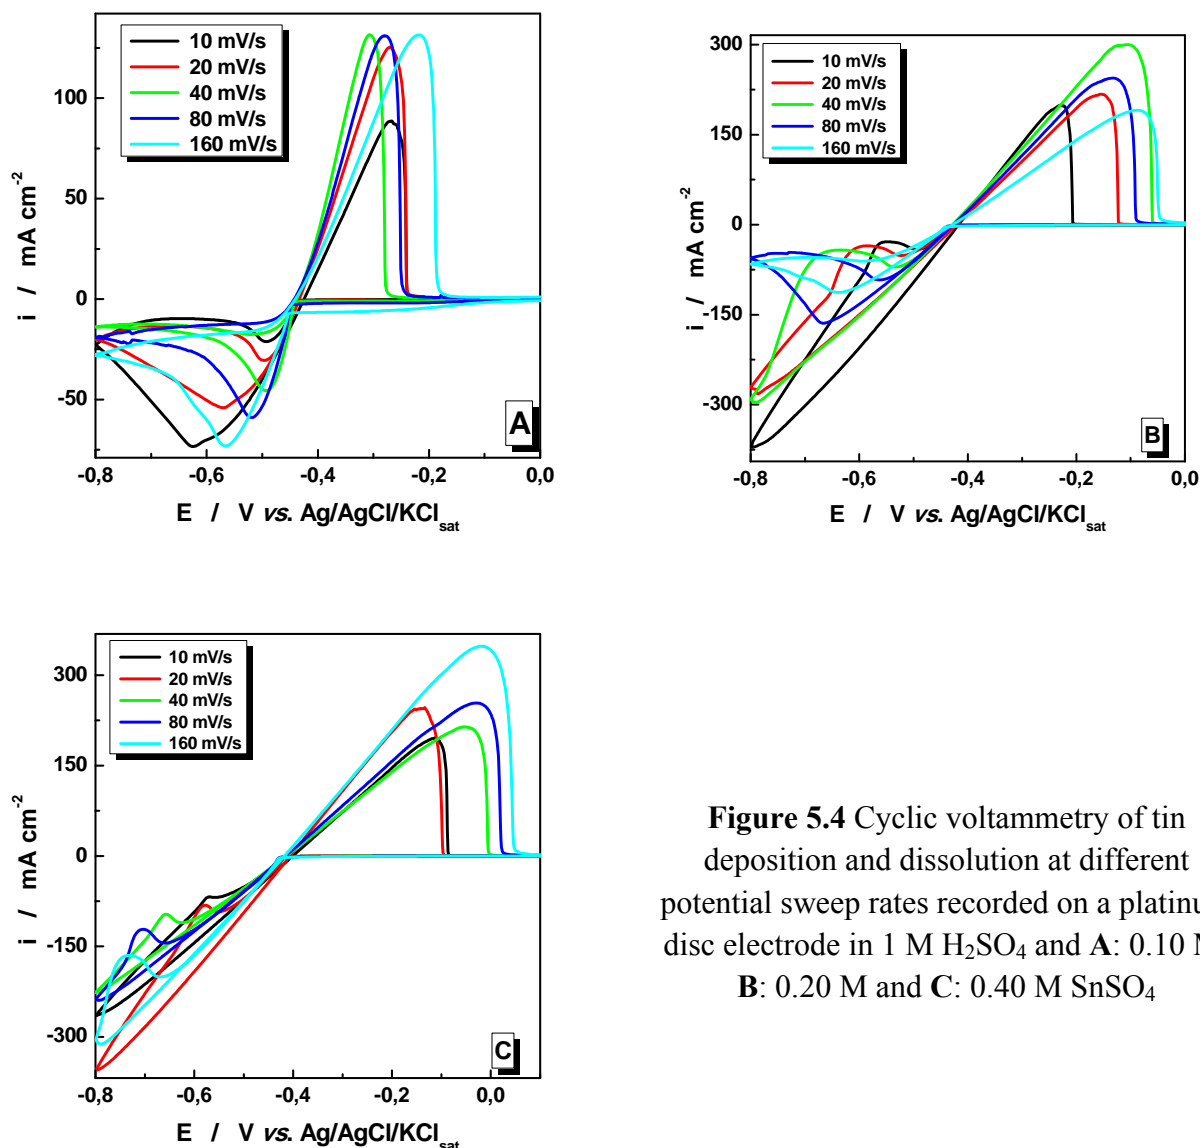 10 mV/s
20 mV/s
40 mV/s
80 mV/s
160 mV/s
100
50
0
-50
i / mA cm-2
A
-0,8 -0,6 -0,4 -0,2 0,0
E / V vs. Ag/AgCl/KClsat
10 mV/s
20 mV/s
40 mV/s
80 mV/s
160 mV/s
300
150
0
-150
-300
i / mA cm-2
B
-0,8 -0,6 -0,4 -0,2 0,0
E / V vs. Ag/AgCl/KClsat
10 mV/s
20 mV/s
40 mV/s
80 mV/s
160 mV/s
300
150
0
-150
-300
i / mA cm-2
C
-0,8 -0,6 -0,4 -0,2 0,0
E / V vs. Ag/AgCl/KClsat
Figure 5.4 Cyclic voltammetry of tin
deposition and dissolution at different
potential sweep rates recorded on a platinu
disc electrode in 1 M H2SO4 and A: 0.10
B: 0.20 M and C: 0.40 M SnSO4